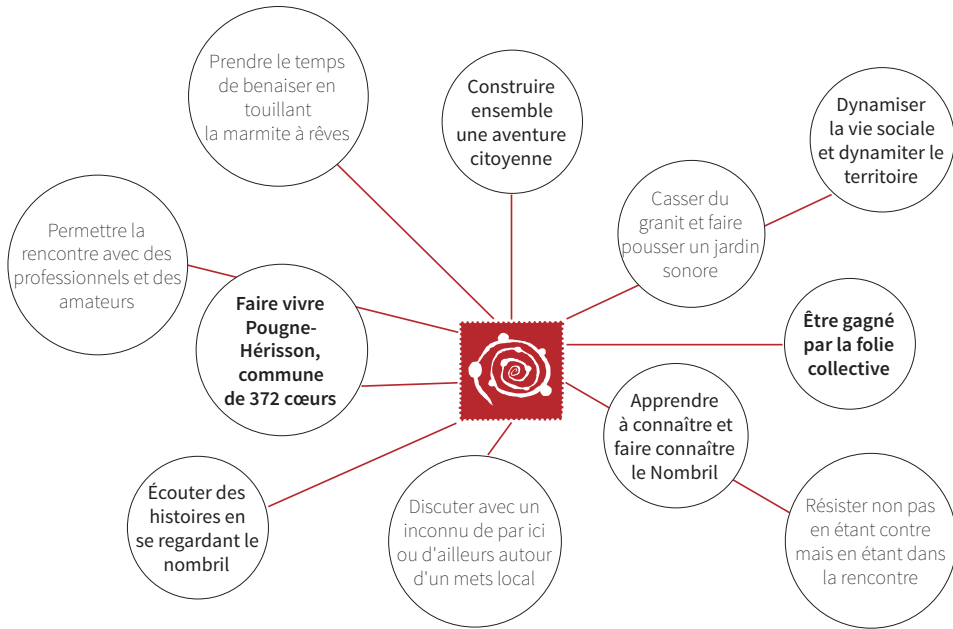 Prendre le temps
de benaiser en
touillant
la marmite à rêves
Construire
ensemble
une aventure
citoyenne
Dynamiser
la vie sociale
et dynamiter le
territoire
Casser du
granit et faire
pousser un jardin
sonore
Permettre la
rencontre avec des
professionnels et des
amateurs
Faire vivre
Pougne-
Hérisson,
commune
de 372 cœurs
Être gagné
par la folie
collective
Apprendre
à connaître et
faire connaître
le Nombril
Écouter des
histoires en
se regardant le
nombril
Discuter avec un
inconnu de par ici
ou d'ailleurs autour
d'un mets local
Résister non pas
en étant contre
mais en étant dans
la rencontre